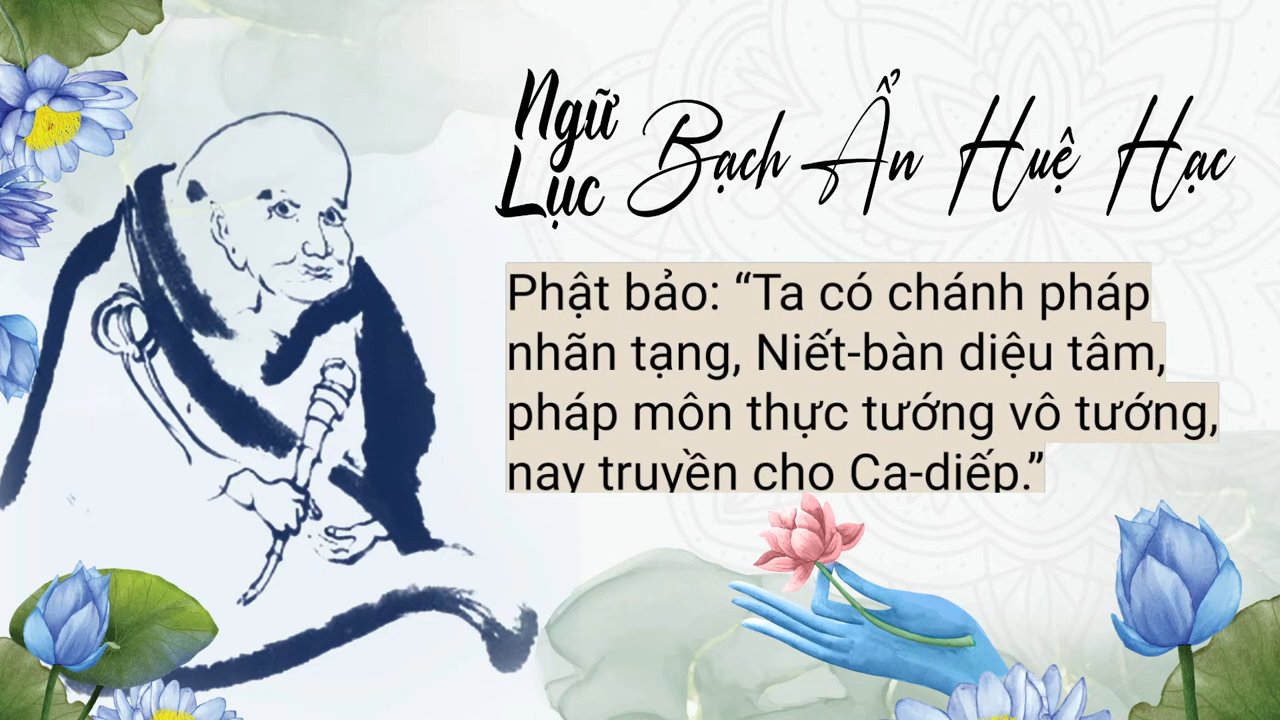 Ngữ
Lục
Bạch Ẩn Huệ Hạc
Phật bảo: “Ta có chánh pháp
nhãn tạng, Niết-bàn diệu tâm,
pháp môn thực tướng vô tướng,
nay truyền cho Ca-diếp.”